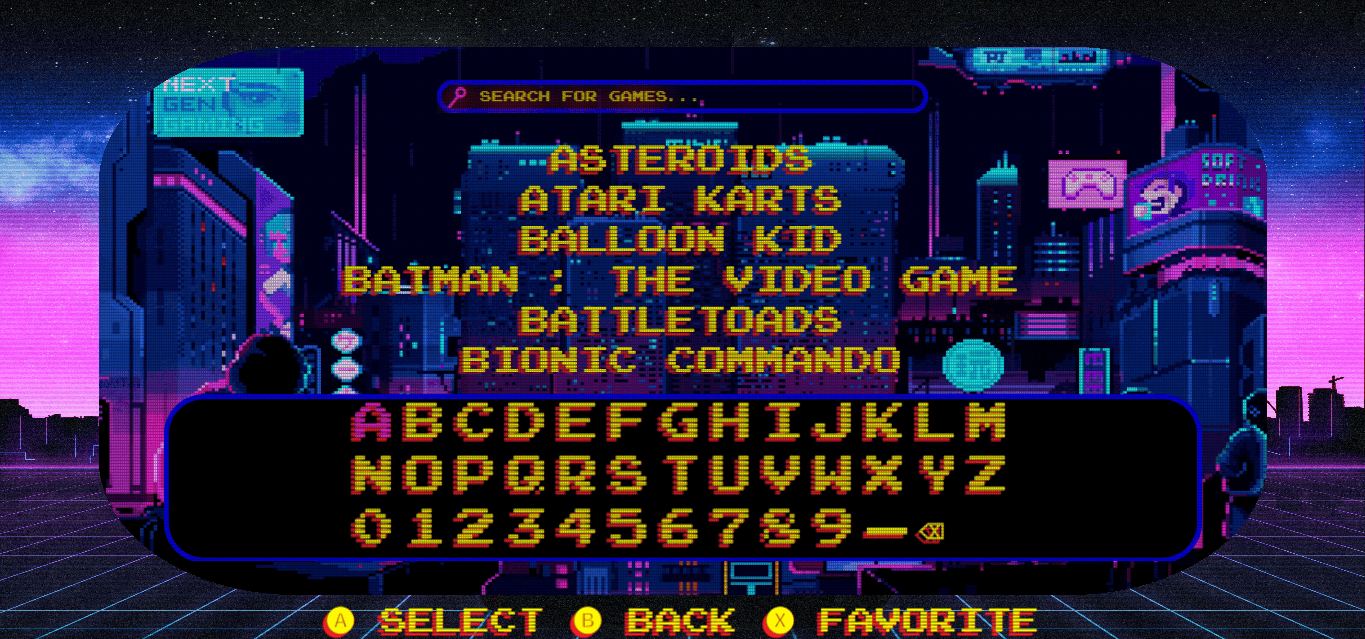 NEXT
GEN
GAMING
SEARCH FOR GAMES...
ASTEROIDS
ATARI KARTS
BALLOON KID
BATMAN : THE VIDEO GAME
BATTLETOADS
BIONIC COMMANDO
ABCDEFGHIJKLM
NOPQRSTUVWXYZ
0123456789
A SELECT B BACK X FAVORITE